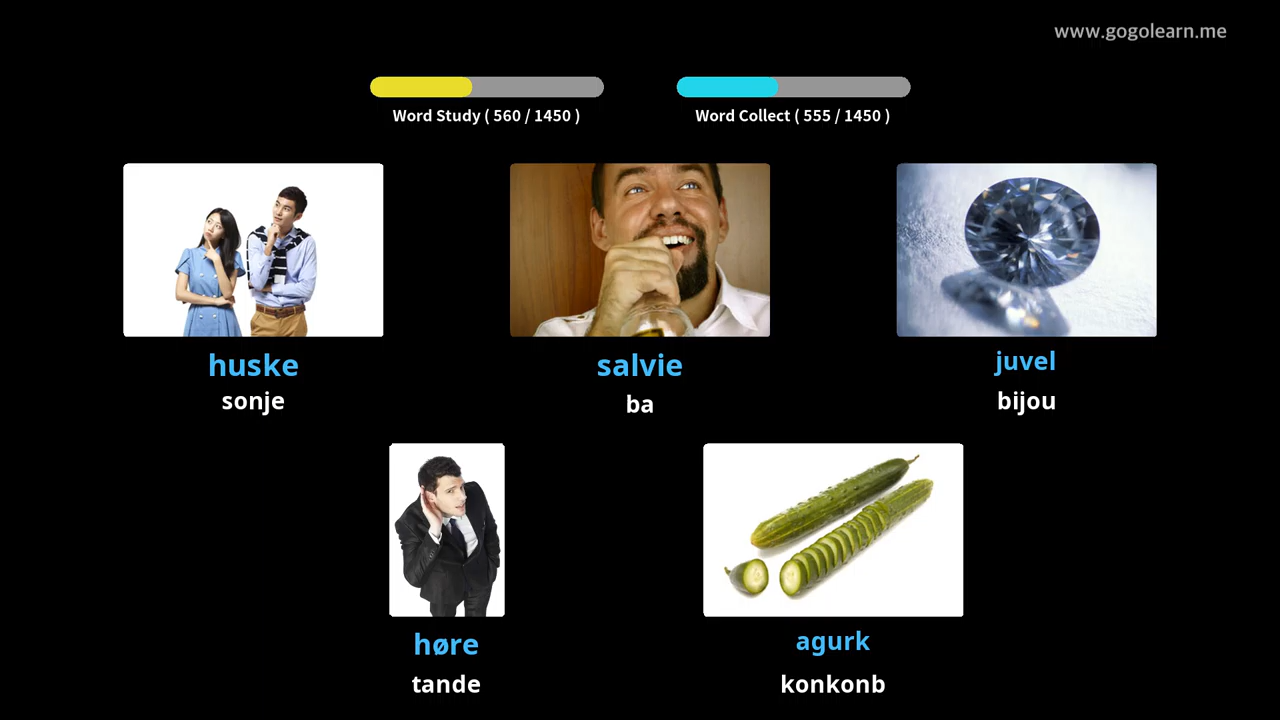 www.gogolearn.me
Word Study ( 560 / 1450 )
Word Collect ( 555 / 1450 )
huske
sonje
salvie
ba
juvel
bijou
høre
tande
agurk
konkonb